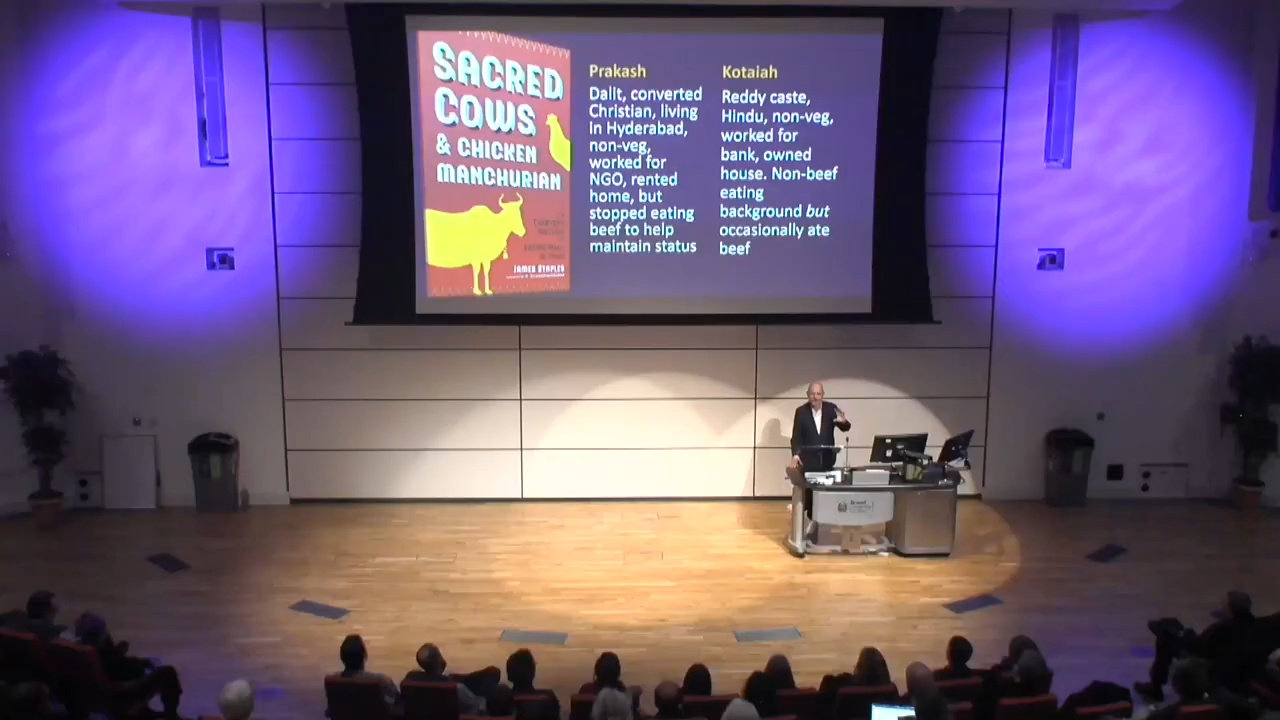 SACRED
COWS
& CHICKEN
MANCHURIAN
JAMES STAPLES
Prakash
Dalit, converted
Christian, living
in Hyderabad,
non-veg,
worked for
NGO, rented
home, but
stopped eating
beef to help
maintain status
Kotaiah
Reddy caste,
Hindu, non-veg,
worked for
bank, owned
house. Non-beef
eating
background but
occasionally ate
beef